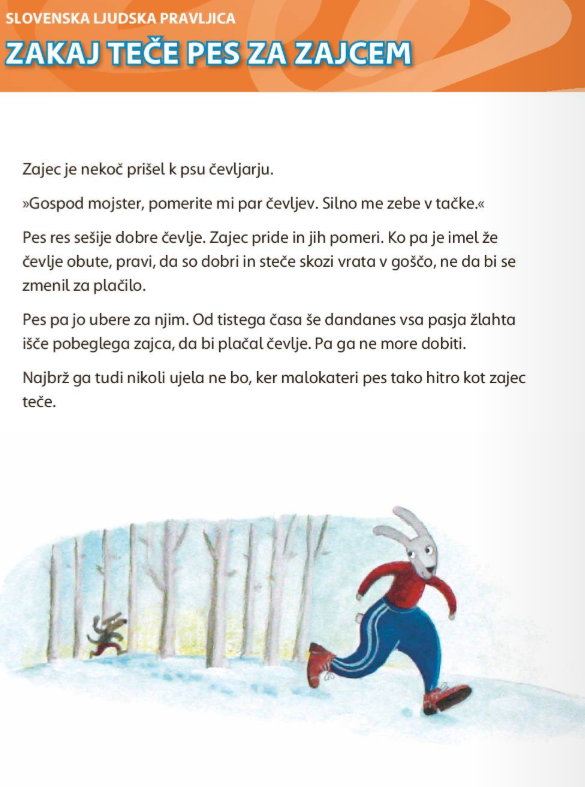 SLOVENSKA LJUDSKA PRAVLJICA
ZAKAJ TEČE PES ZA ZAJCEM
Zajec je nekoč prišel k psu čevljarju.
»Gospod mojster, pomerite mi par čevljev. Silno me zebe v tačke.«
Pes res sešije dobre čevlje. Zajec pride in jih pomeri. Ko pa je imel že
čevlje obute, pravi, da so dobri in steče skozi vrata v goščo, ne da bi se
zmenil za plačilo.
Pes pa jo ubere za njim. Od tistega časa še dandanes vsa pasja žlahta
išče pobeglega zajca, da bi plačal čevlje. Pa ga ne more dobiti.
Najbrž ga tudi nikoli ujela ne bo, ker malokateri pes tako hitro kot zajec
teče.